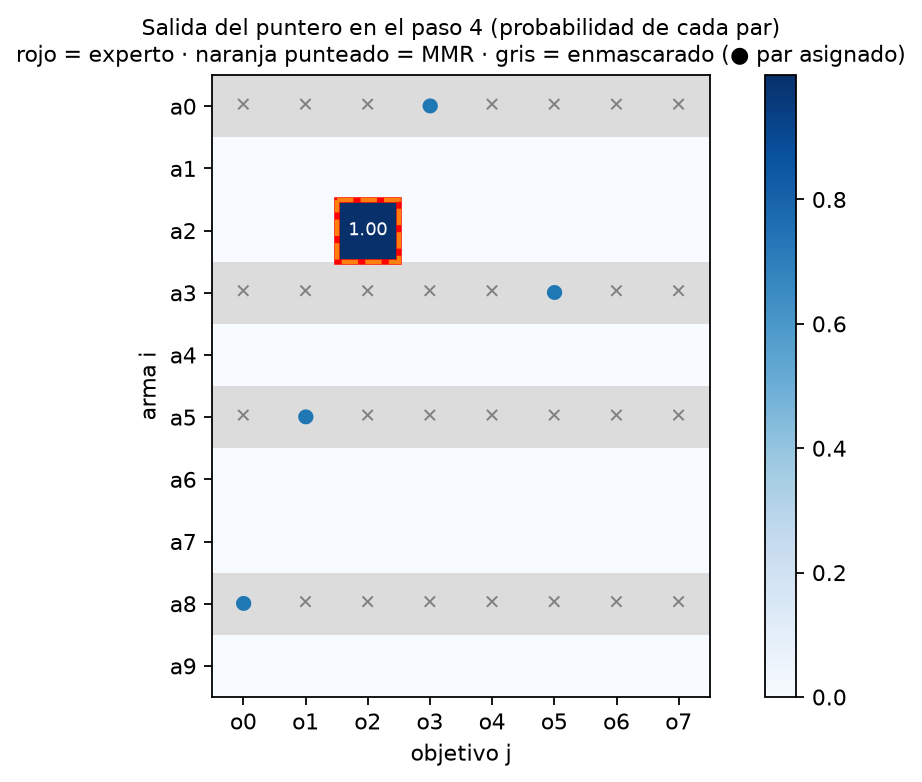 Salida del puntero en el paso 4 (probabilidad de cada par)
rojo = experto · naranja punteado = MMR · gris = enmascarado (● par asignado)
a0
a1
a2
a3
a4
a5
a6
a7
a8
a9
arma i
1.00
o0 o1 o2 o3 o4 o5 o6 o7
objetivo j
0.8
0.6
0.4
0.2
0.0